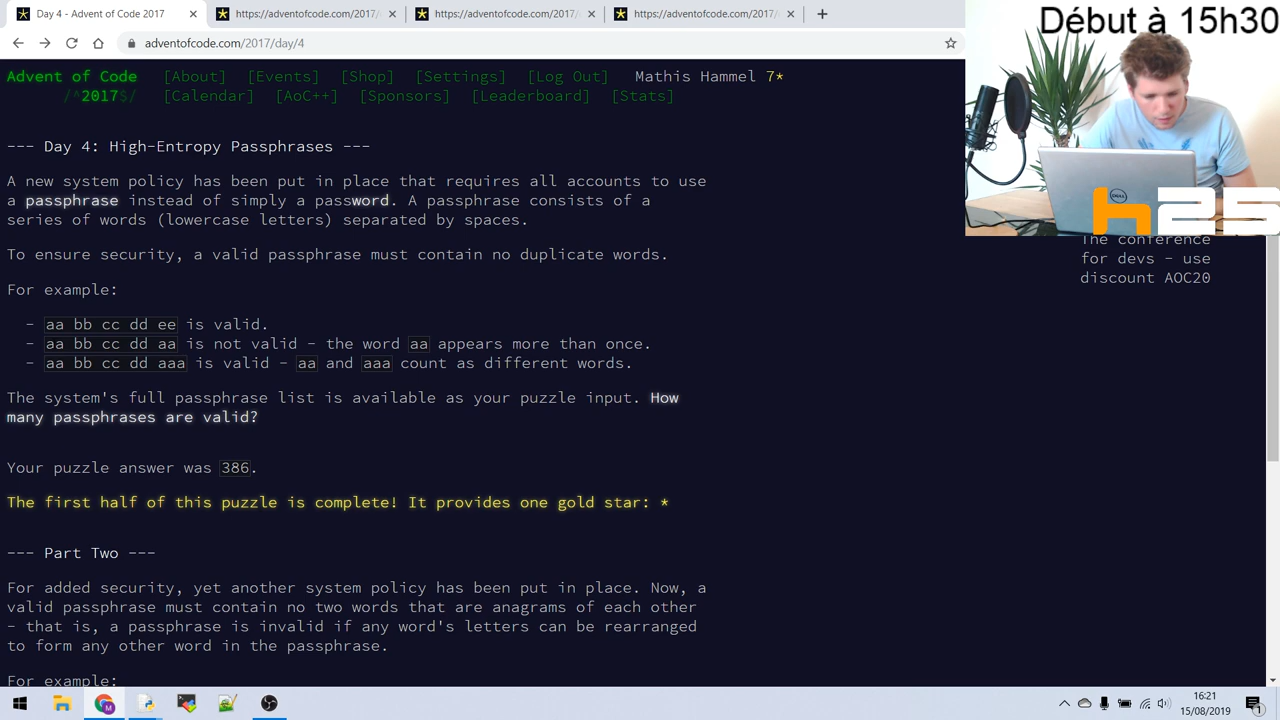 Day 4 - Advent of Code 2017
https://adventofcode.com/2017/
https://adventofcode.com/2017/
https://adventofcode.com/2017/
adventofcode.com/2017/day/4
Début à 15h30
Advent of Code [About] [Events] [Shop] [Settings] [Log Out] Mathis Hammel 7*
/^2017$/ [Calendar] [AoC++] [Sponsors] [Leaderboard] [Stats]
--- Day 4: High-Entropy Passphrases ---
A new system policy has been put in place that requires all accounts to use
a passphrase instead of simply a password. A passphrase consists of a
series of words (lowercase letters) separated by spaces.
To ensure security, a valid passphrase must contain no duplicate words.
For example:
- aa bb cc dd ee is valid.
- aa bb cc dd aa is not valid - the word aa appears more than once.
- aa bb cc dd aaa is valid - aa and aaa count as different words.
The system's full passphrase list is available as your puzzle input. How
many passphrases are valid?
Your puzzle answer was 386.
The first half of this puzzle is complete! It provides one gold star: *
--- Part Two ---
For added security, yet another system policy has been put in place. Now, a
valid passphrase must contain no two words that are anagrams of each other
- that is, a passphrase is invalid if any word's letters can be rearranged
to form any other word in the passphrase.
For example:
DELL
h25
The conference
for devs - use
discount AOC20
M
16:21
15/08/2019
1